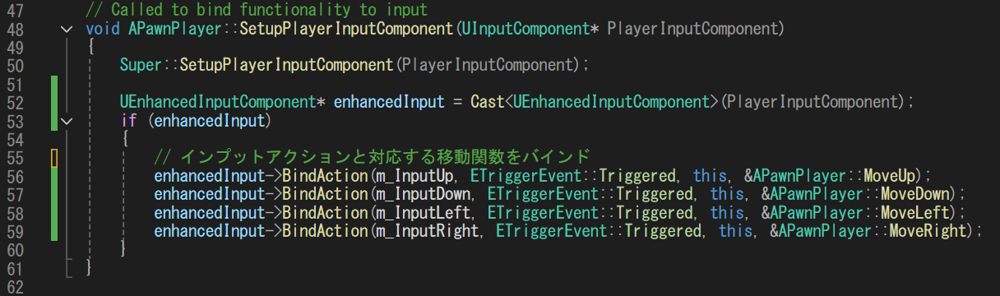 47 // Called to bind functionality to input
48 void APawnPlayer::SetupPlayerInputComponent(UInputComponent* PlayerInputComponent)
49 {
50 Super::SetupPlayerInputComponent(PlayerInputComponent);
51
52 UEnhancedInputComponent* enhancedInput = Cast<UEnhancedInputComponent>(PlayerInputComponent);
53 if (enhancedInput)
54 {
55 // インプットアクションと対応する移動関数をバインド
56 enhancedInput->BindAction(m_InputUp, ETriggerEvent::Triggered, this, &APawnPlayer::MoveUp);
57 enhancedInput->BindAction(m_InputDown, ETriggerEvent::Triggered, this, &APawnPlayer::MoveDown);
58 enhancedInput->BindAction(m_InputLeft, ETriggerEvent::Triggered, this, &APawnPlayer::MoveLeft);
59 enhancedInput->BindAction(m_InputRight, ETriggerEvent::Triggered, this, &APawnPlayer::MoveRight);
60 }
61 }
62